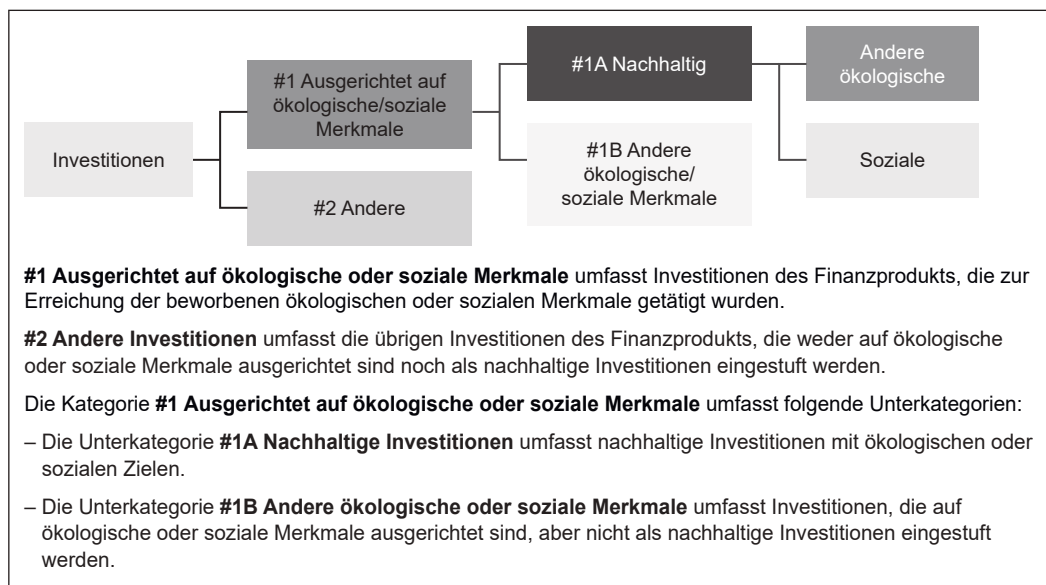 Investitionen
#1 Ausgerichtet auf
ökologische/soziale
Merkmale
#2 Andere
#1A Nachhaltig
#1B Andere
ökologische/
soziale Merkmale
Andere
ökologische
Soziale
#1 Ausgerichtet auf ökologische oder soziale Merkmale umfasst Investitionen des Finanzprodukts, die zur
Erreichung der beworbenen ökologischen oder sozialen Merkmale getätigt wurden.
#2 Andere Investitionen umfasst die übrigen Investitionen des Finanzprodukts, die weder auf ökologische
oder soziale Merkmale ausgerichtet sind noch als nachhaltige Investitionen eingestuft werden.
Die Kategorie #1 Ausgerichtet auf ökologische oder soziale Merkmale umfasst folgende Unterkategorien:
– Die Unterkategorie #1A Nachhaltige Investitionen umfasst nachhaltige Investitionen mit ökologischen oder
sozialen Zielen.
– Die Unterkategorie #1B Andere ökologische oder soziale Merkmale umfasst Investitionen, die auf
ökologische oder soziale Merkmale ausgerichtet sind, aber nicht als nachhaltige Investitionen eingestuft
werden.